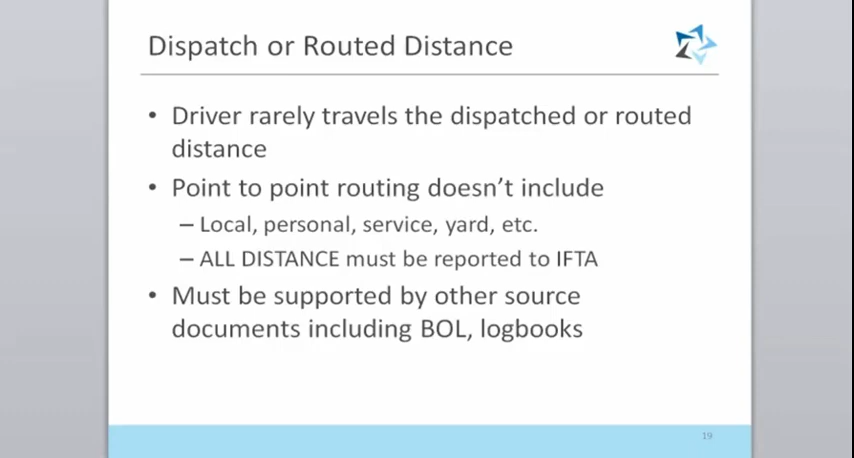 Dispatch or Routed Distance
• Driver rarely travels the dispatched or routed
distance
• Point to point routing doesn't include
– Local, personal, service, yard, etc.
– ALL DISTANCE must be reported to IFTA
• Must be supported by other source
documents including BOL, logbooks
19